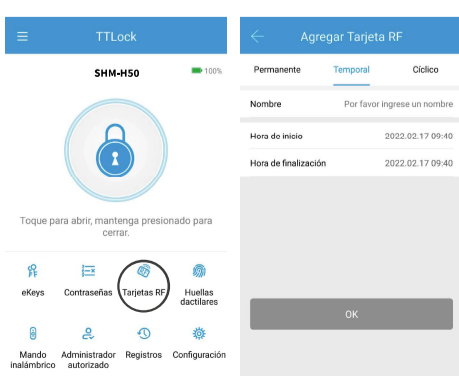 TTLock
SHM-H50
100%
Toque para abrir, mantenga presionado para
cerrar.
eKeys
Contraseñas
Tarjetas RF
Huellas
dactilares
Mando
inalámbrico
Administrador
autorizado
Registros
Configuración
Agregar Tarjeta RF
Permanente
Temporal
Cíclico
Nombre
Por favor ingrese un nombre
Hora de inicio
2022.02.17 09:40
Hora de finalización
2022.02.17 09:40
OK